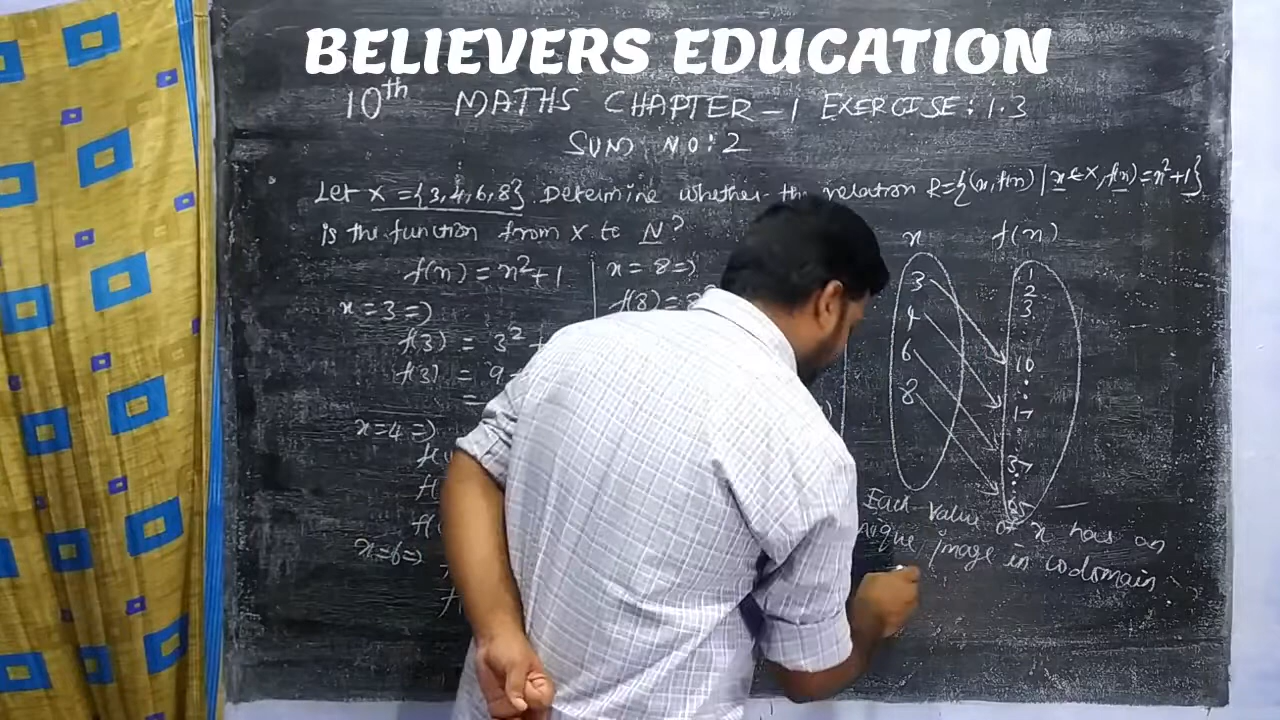 BELIEVERS EDUCATION
10th MATHS CHAPTER-1 EXERCISE: 1.3
SUM NO: 2
Let X = {3,4,6,8}. Determine whether the relation R={(x,f(x) | x ∈ X, f(x) = x²+1}
is the function from X to N?
f(x) = x²+1
x=3 ⇒)
f(3) = 3² +
f(3) = 9
=
x=4 ⇒)
x=6 ⇒)
x = 8 ⇒)
f(8) = 8²
x f(x)
3
4
6
8
1
2
3
10
17
37
65
Each value of x has an
image in codomain